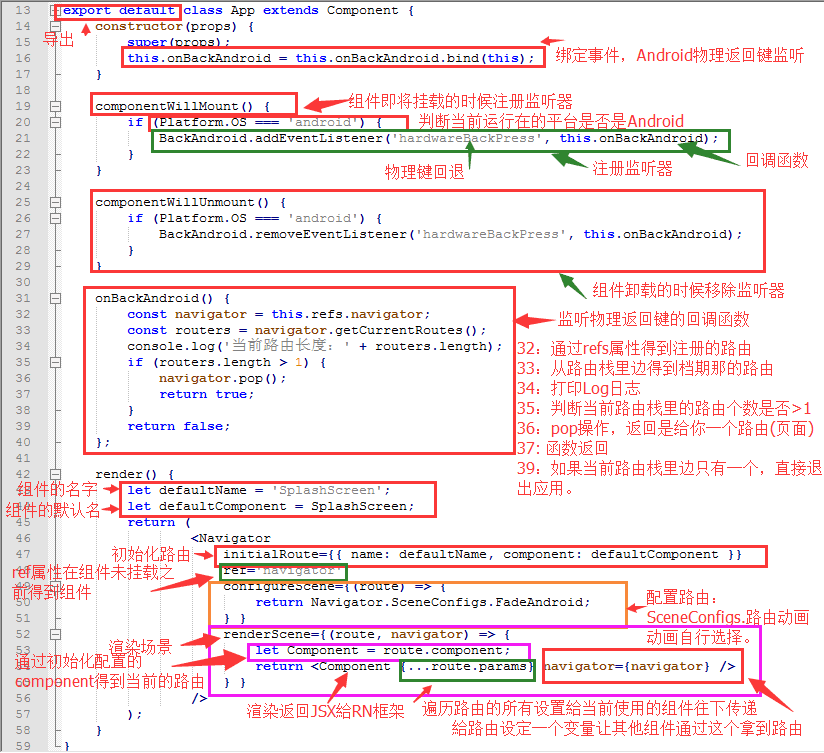 13 export default class App extends Component {
导出
14 constructor(props) {
15 super(props);
16 this.onBackAndroid = this.onBackAndroid.bind(this);
绑定事件，Android物理返回键监听
17 }
18
19 componentWillMount() {
组件即将挂载的时候注册监听器
20 if (Platform.OS === 'android') {
判断当前运行在的平台是否是Android
21 BackAndroid.addEventListener('hardwareBackPress', this.onBackAndroid);
物理键回退
注册监听器
回调函数
22 }
23 }
24
25 componentWillUnmount() {
26 if (Platform.OS === 'android') {
27 BackAndroid.removeEventListener('hardwareBackPress', this.onBackAndroid);
28 }
29 }
组件卸载的时候移除监听器
30
31 onBackAndroid() {
32 const navigator = this.refs.navigator;
33 const routers = navigator.getCurrentRoutes();
34 console.log('当前路由长度：' + routers.length);
35 if (routers.length > 1) {
36 navigator.pop();
37 return true;
38 }
39 return false;
40 };
监听物理返回键的回调函数
32：通过refs属性得到注册的路由
33：从路由栈里边得到档期那的路由
34：打印Log日志
35：判断当前路由栈里的路由个数是否>1
36：pop操作，返回是给你一个路由(页面)
37: 函数返回
39：如果当前路由栈里边只有一个，直接退
出应用。
41
42 render() {
组件的名字
let defaultName = 'SplashScreen';
组件的默认名
let defaultComponent = SplashScreen;
45 return (
46 <Navigator
初始化路由
47 initialRoute={{ name: defaultName, component: defaultComponent }}
ref属性在组件未挂载之
前得到组件
ref='navigator'
configureScene={(route) => {
50 return Navigator.SceneConfigs.FadeAndroid;
51 } }
配置路由：
SceneConfigs.路由动画
动画自行选择。
52 renderScene={(route, navigator) => {
渲染场景
53 let Component = route.component;
通过初始化配置的
component得到当前的路由
return <Component {...route.params} navigator={navigator} />
55 } }
56 />
渲染返回JSX给RN框架
遍历路由的所有设置给当前使用的组件往下传递
给路由设定一个变量让其他组件通过这个拿到路由
57 );
58 }
59 }